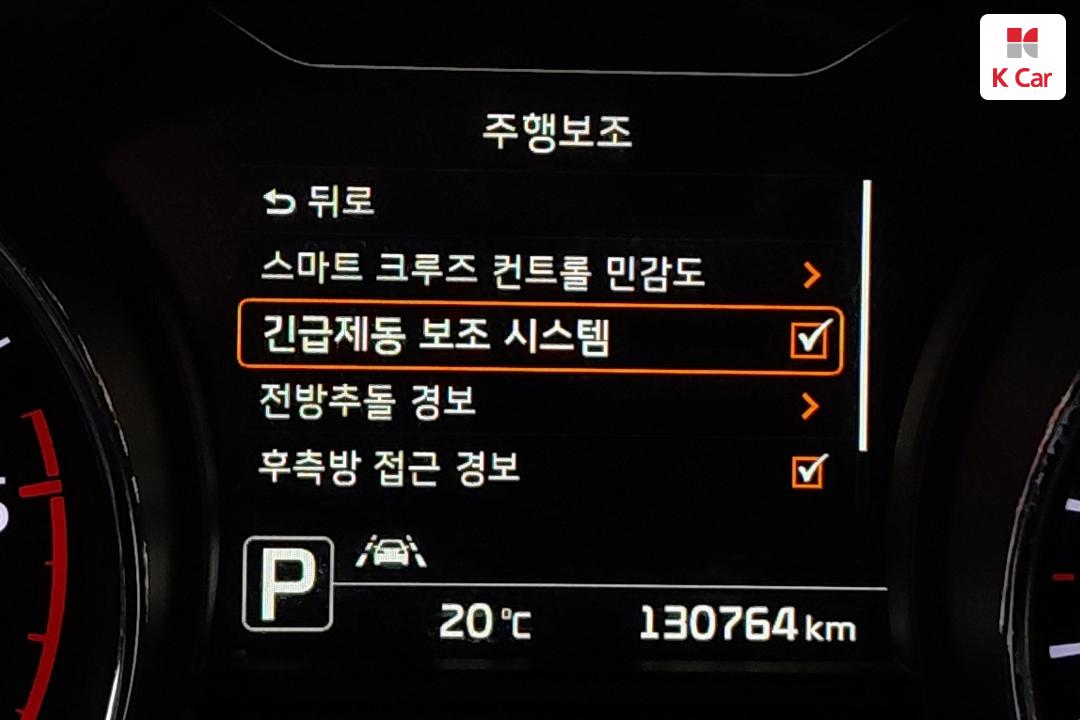 K Car
주행보조
뒤로
스마트 크루즈 컨트롤 민감도
긴급제동 보조 시스템
전방추돌 경보
후측방 접근 경보
P
20℃
130764 km